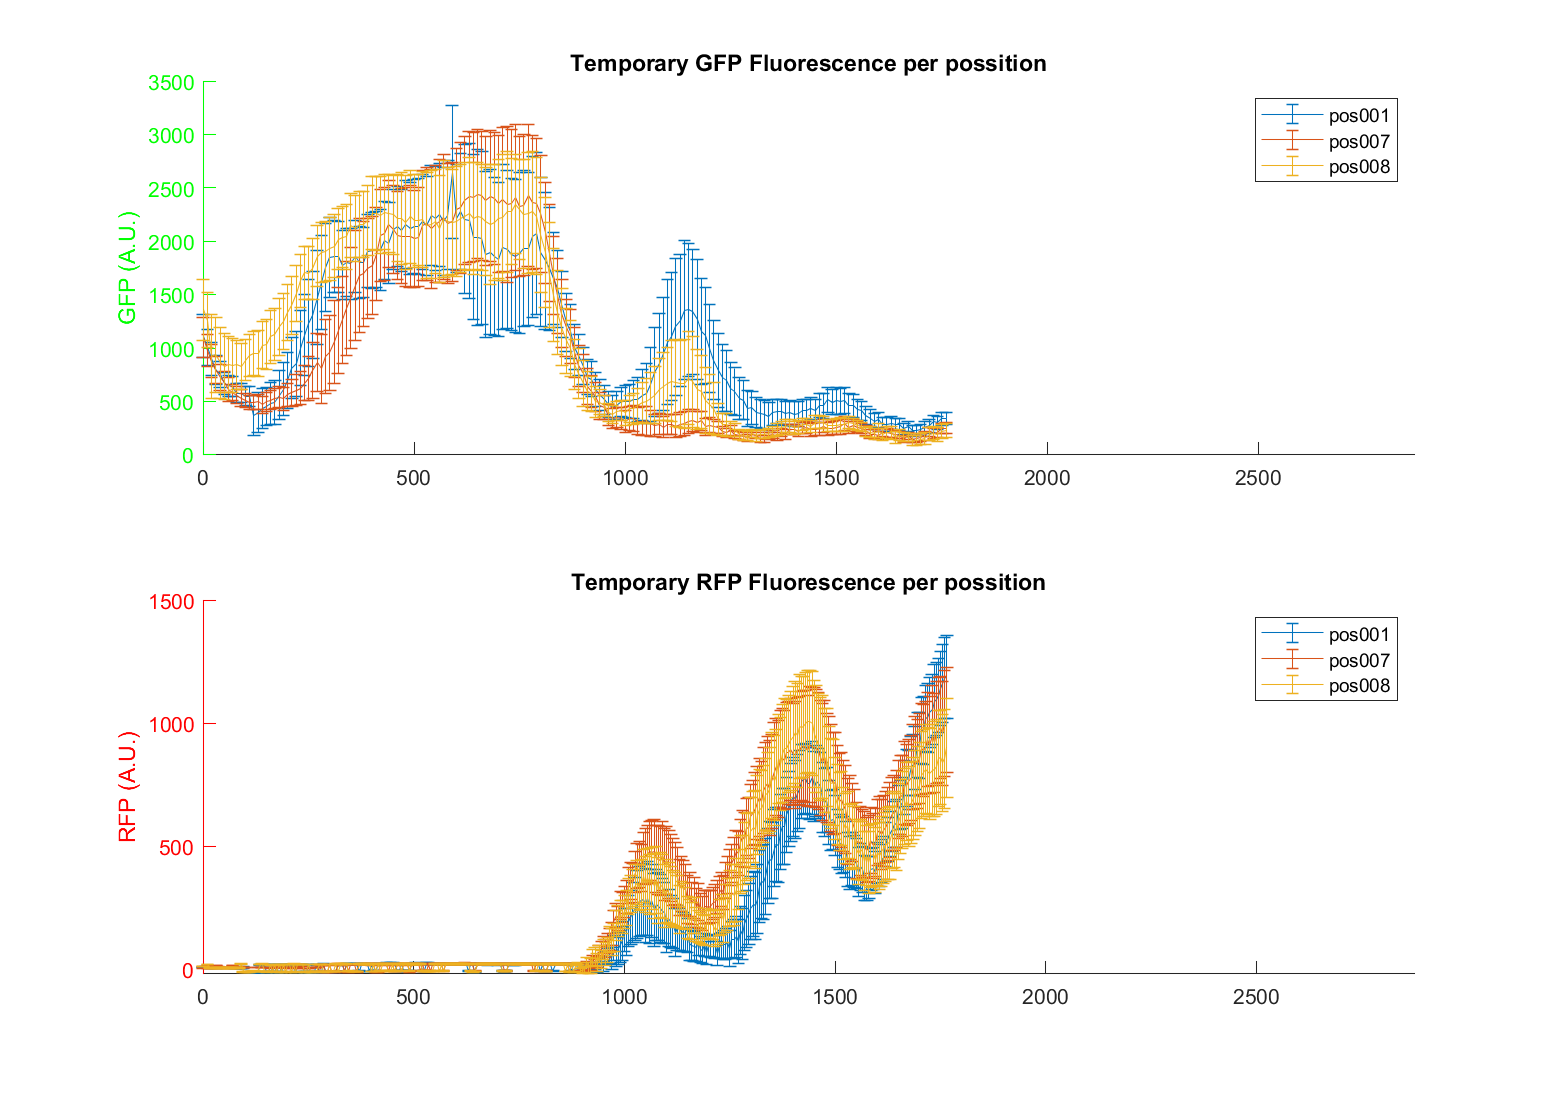 Temporary GFP Fluorescence per possition
GFP (A.U.)
3500
3000
2500
2000
1500
1000
500
0
0 500 1000 1500 2000 2500
pos001
pos007
pos008
Temporary RFP Fluorescence per possition
RFP (A.U.)
1500
1000
500
0
0 500 1000 1500 2000 2500
pos001
pos007
pos008